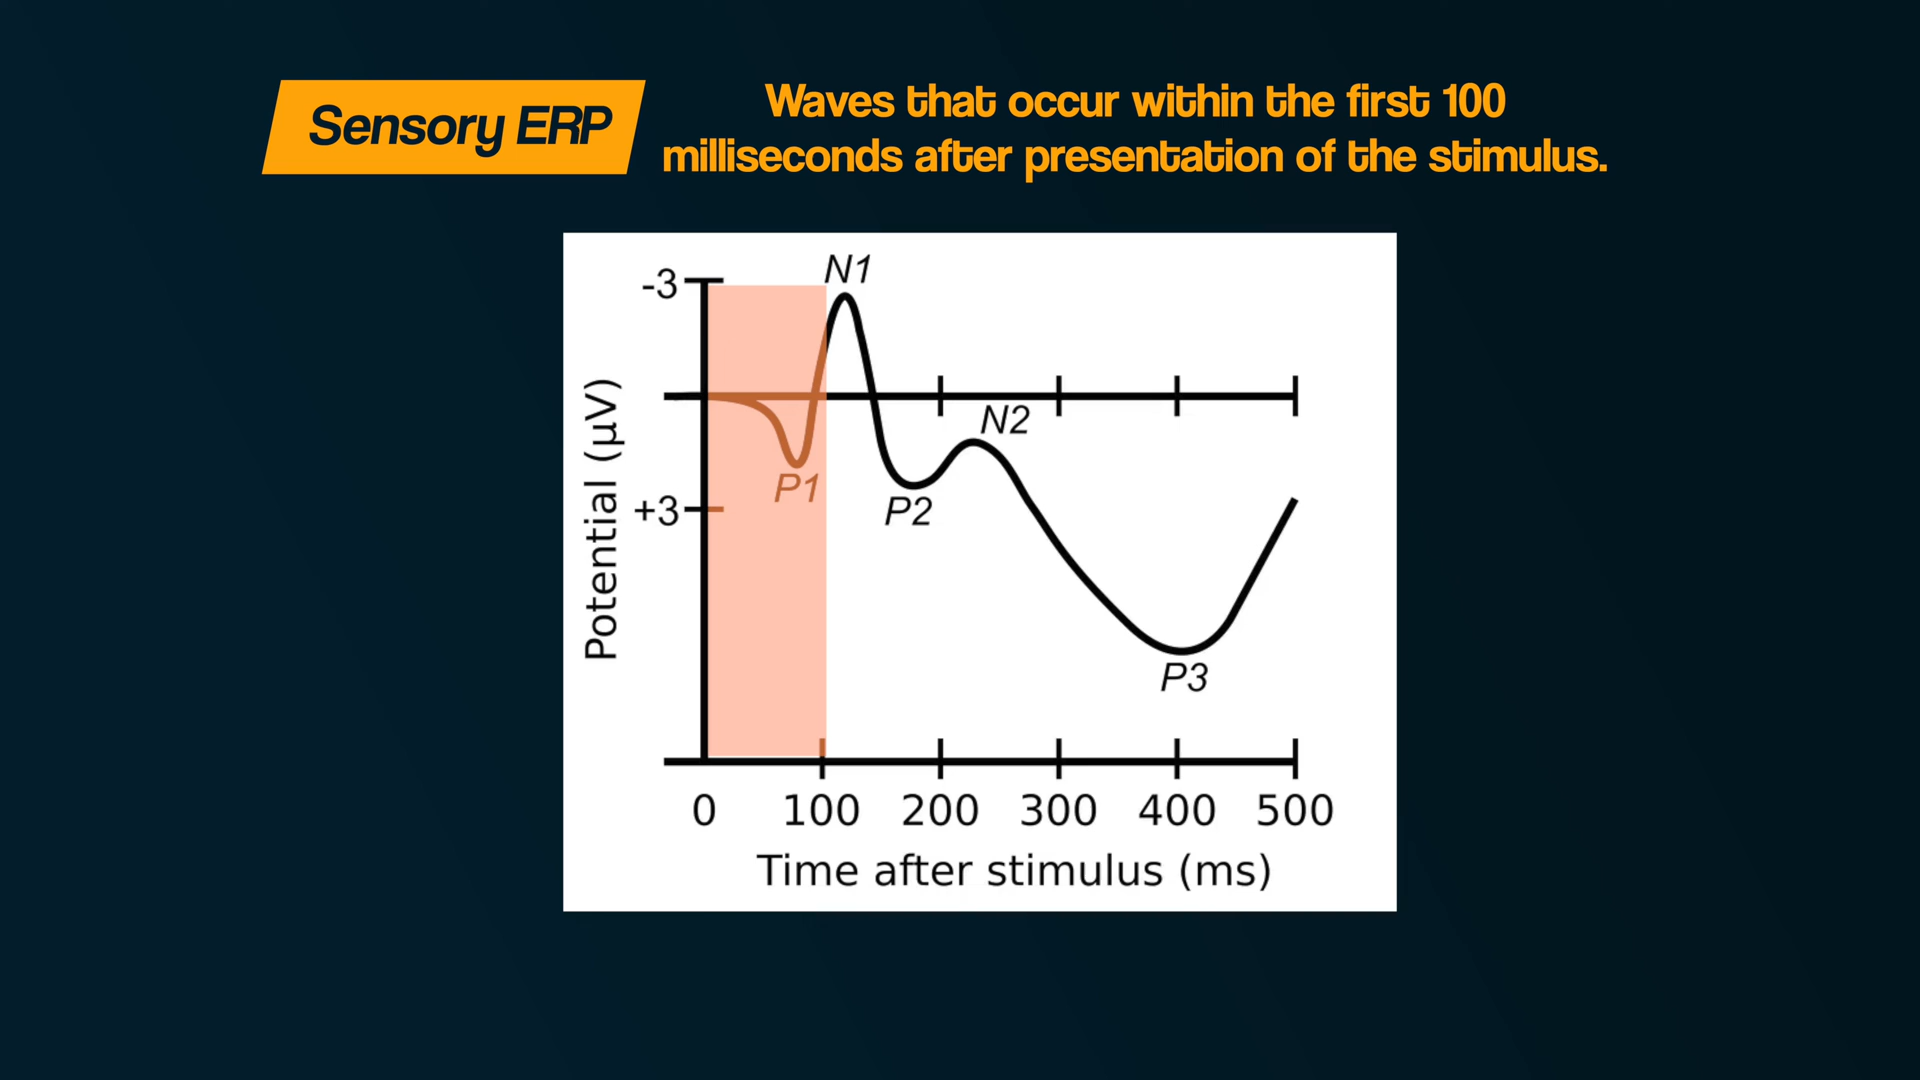 Sensory ERP
Waves that occur within the first 100
milliseconds after presentation of the stimulus.
N1
-3
N2
P1
P2
+3
Potential (µV)
P3
0 100 200 300 400 500
Time after stimulus (ms)